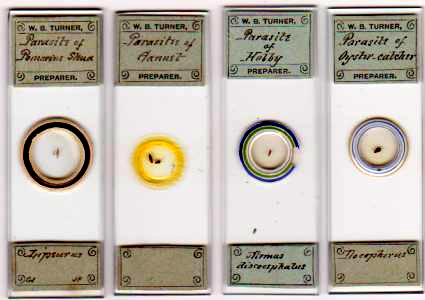 W. B. TURNER,
Parasite of
Pomarine Skua
PREPARER.
W. B. TURNER,
Parasite of
Gannet
PREPARER.
W. B. TURNER,
Parasite
of
Hobby
PREPARER.
W. B. TURNER,
Parasite of
Oyster-catcher
PREPARER.
Nirmus
discocephalus